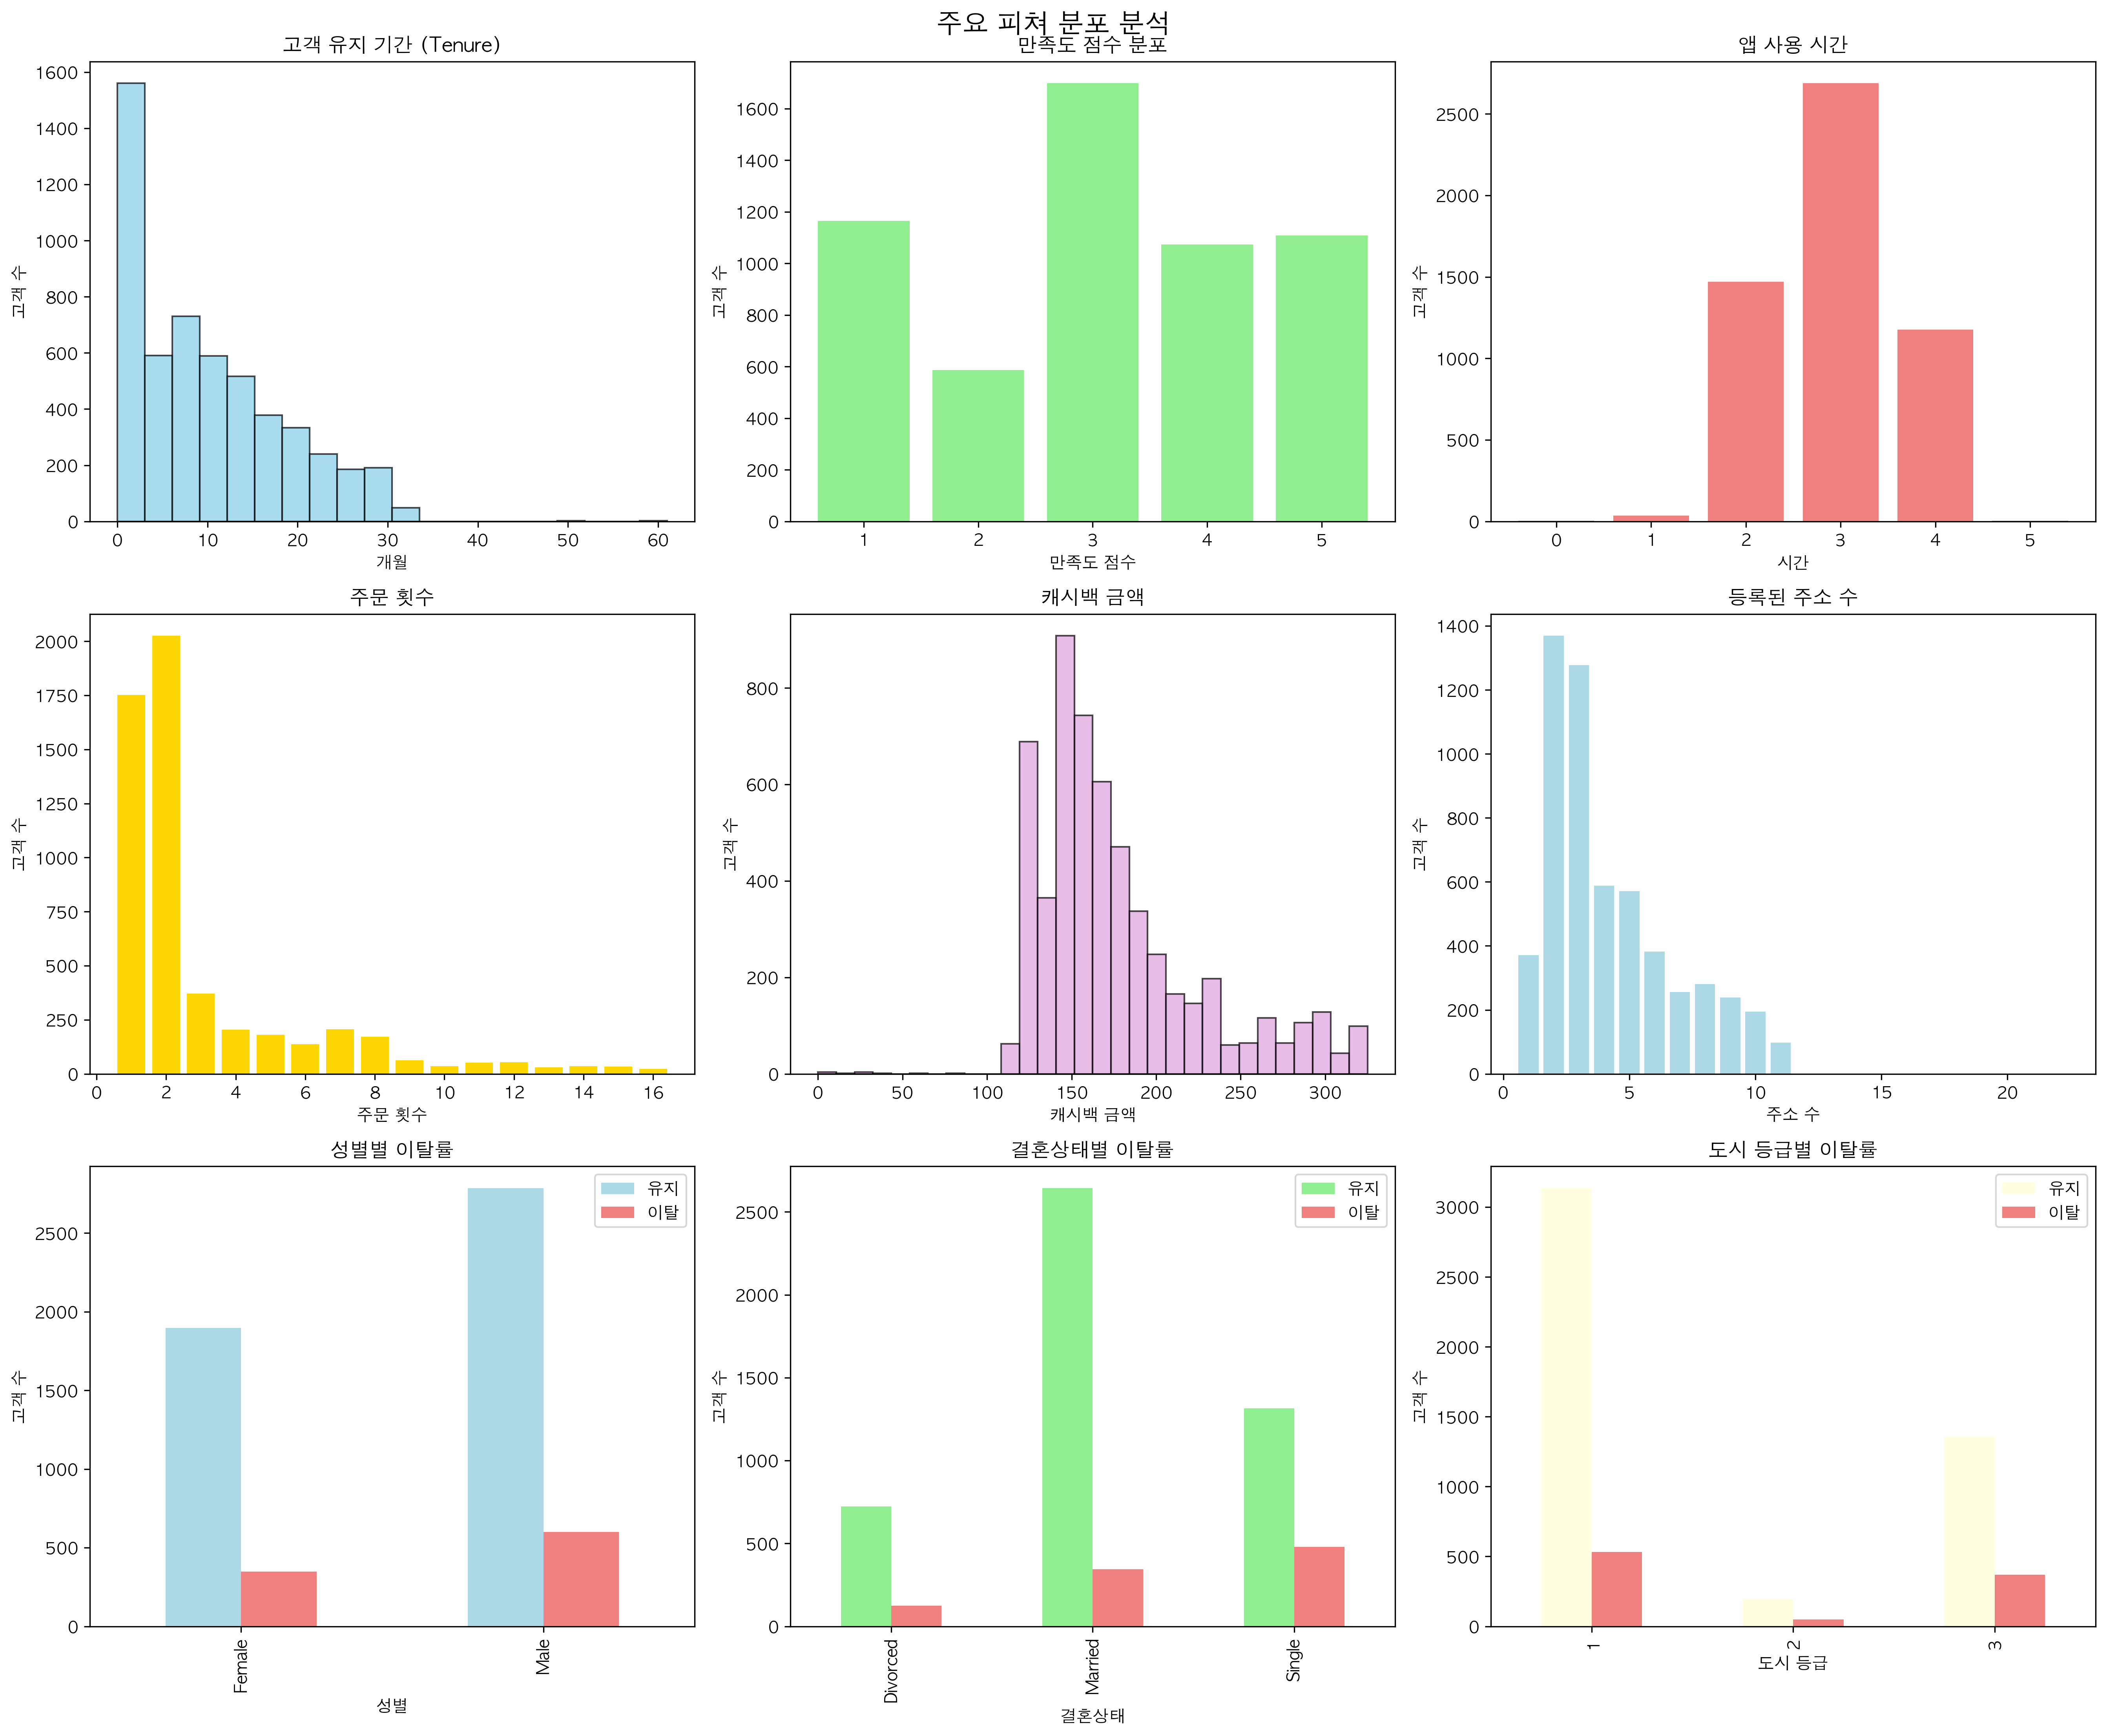 주요 피쳐 분포 분석
고객 유지 기간 (Tenure)
1600
1400
1200
1000
800
600
400
200
0
고객 수
0 10 20 30 40 50 60
개월
만족도 점수 분포
1600
1400
1200
1000
800
600
400
200
0
고객 수
1 2 3 4 5
만족도 점수
앱 사용 시간
2500
2000
1500
1000
500
0
고객 수
0 1 2 3 4 5
시간
주문 횟수
2000
1750
1500
1250
1000
750
500
250
0
고객 수
0 2 4 6 8 10 12 14 16
주문 횟수
캐시백 금액
800
600
400
200
0
고객 수
0 50 100 150 200 250 300
캐시백 금액
등록된 주소 수
1400
1200
1000
800
600
400
200
0
고객 수
0 5 10 15 20
주소 수
성별별 이탈률
유지
이탈
2500
2000
1500
1000
500
0
고객 수
Female Male
성별
결혼상태별 이탈률
유지
이탈
2500
2000
1500
1000
500
0
고객 수
Divorced Married Single
결혼상태
도시 등급별 이탈률
유지
이탈
3000
2500
2000
1500
1000
500
0
고객 수
1 2 3
도시 등급